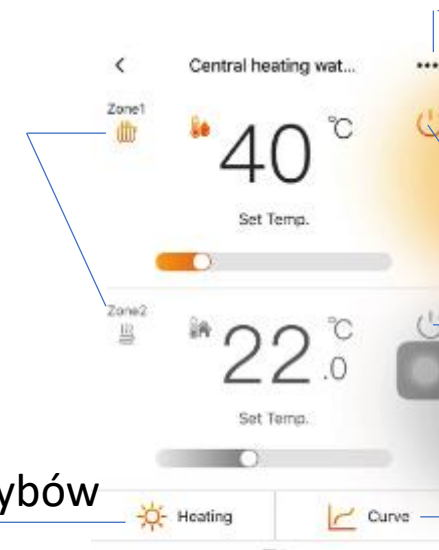 Central heating wat...
Zone1
40 °C
Set Temp.
Zone2
22.0 °C
Set Temp.
ybów
Heating
Curve